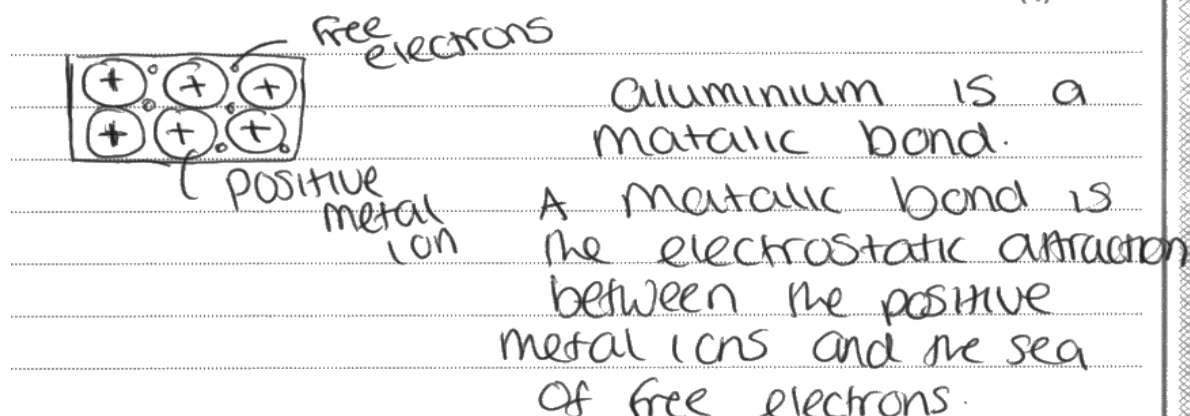 free
electrons
+ + +
+ + +
positive
metal
ion
aluminium is a
matalic bond.
A matalic bond is
the electrostatic attraction
between the positive
metal ions and the sea
of free electrons.